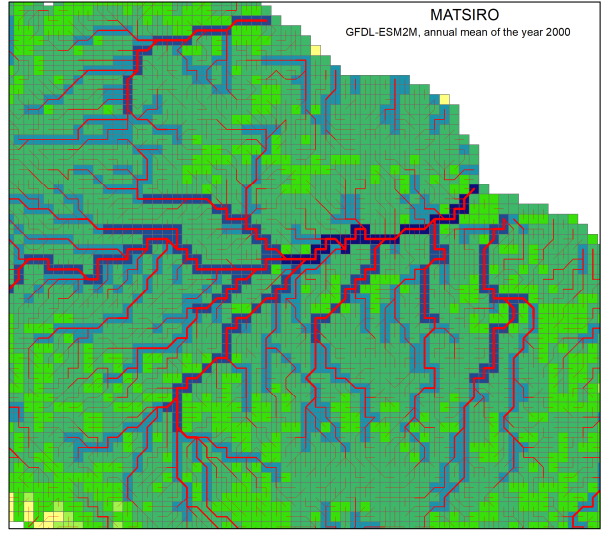 MATSIRO
GFDL-ESM2M, annual mean of the year 2000